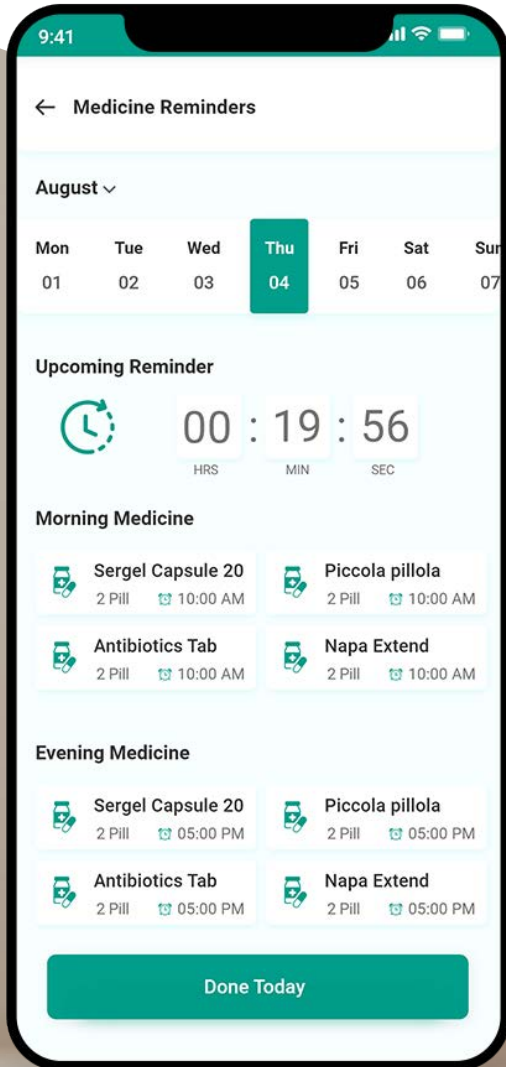 9:41
Medicine Reminders
August
Mon Tue Wed Thu Fri Sat Sun
01 02 03 04 05 06 07
Upcoming Reminder
00 : 19 : 56
HRS MIN SEC
Morning Medicine
Sergel Capsule 20 Piccola pillola
2 Pill 10:00 AM 2 Pill 10:00 AM
Antibiotics Tab Napa Extend
2 Pill 10:00 AM 2 Pill 10:00 AM
Evening Medicine
Sergel Capsule 20 Piccola pillola
2 Pill 05:00 PM 2 Pill 05:00 PM
Antibiotics Tab Napa Extend
2 Pill 05:00 PM 2 Pill 05:00 PM
Done Today